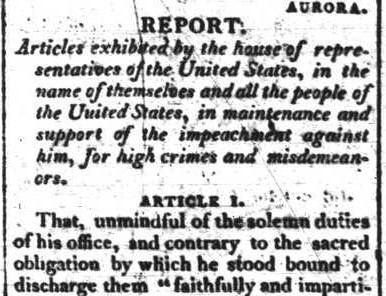 AURORA.
REPORT.
Articles exhibited by the house of repre-
sentatives of the United States, in the
name of themselves and all the people of
the Uuited States, in maintenance and
support of the impeachment against
him, for high crimes and misdemean-
ors.
ARTICLE I.
That, unmindful of the solemn duties
of his office, and contrary to the sacred
obligation by which he stood bound to
discharge them "faithfully and imparti-